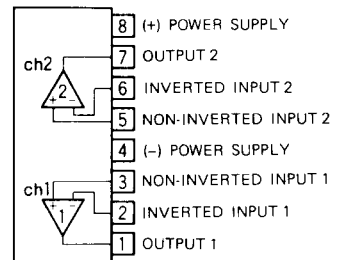 8 (+) POWER SUPPLY
7 OUTPUT 2
ch2
2
+ −
6 INVERTED INPUT 2
5 NON-INVERTED INPUT 2
4 (−) POWER SUPPLY
3 NON-INVERTED INPUT 1
ch1
+ −
1
2 INVERTED INPUT 1
1 OUTPUT 1